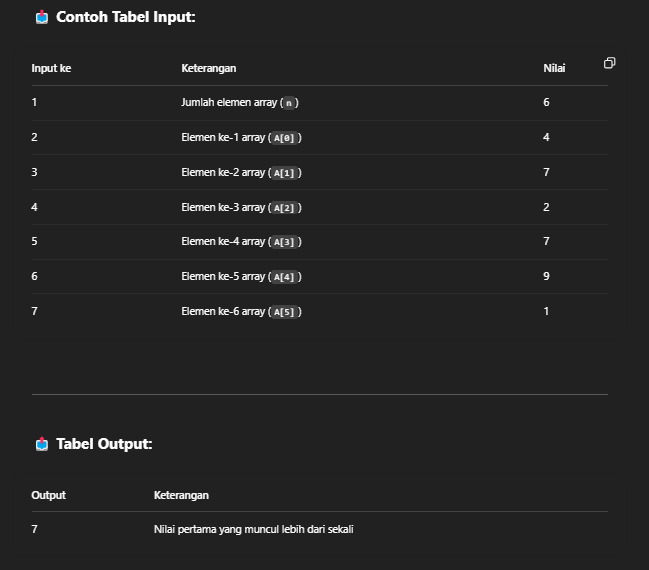 📥 Contoh Tabel Input:
Input ke Keterangan Nilai
1 Jumlah elemen array (n) 6
2 Elemen ke-1 array (A[0]) 4
3 Elemen ke-2 array (A[1]) 7
4 Elemen ke-3 array (A[2]) 2
5 Elemen ke-4 array (A[3]) 7
6 Elemen ke-5 array (A[4]) 9
7 Elemen ke-6 array (A[5]) 1
📤 Tabel Output:
Output Keterangan
7 Nilai pertama yang muncul lebih dari sekali